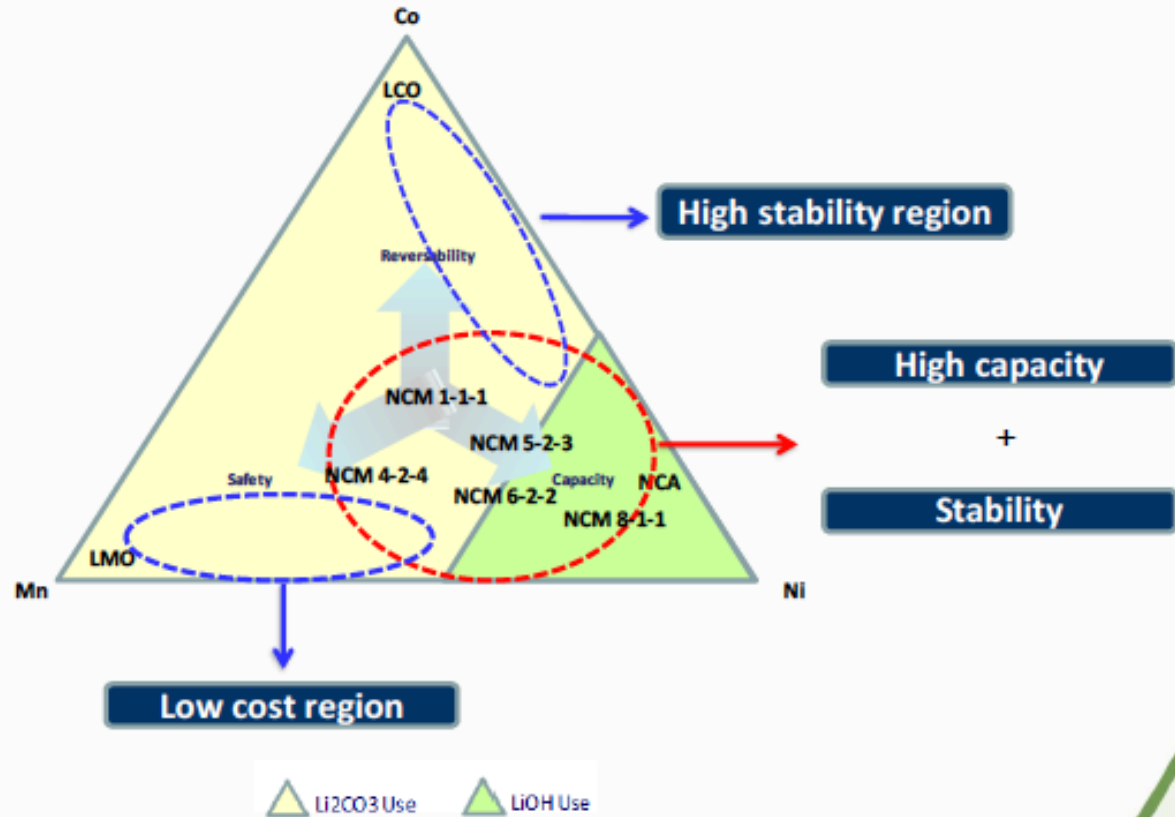 Co
LCO
High stability region
Reversability
High capacity
NCM 1-1-1
+
NCM 5-2-3
Safety
NCM 4-2-4
Capacity
NCA
NCM 6-2-2
Stability
NCM 8-1-1
LMO
Mn
Ni
Low cost region
Li2CO3 Use
LiOH Use